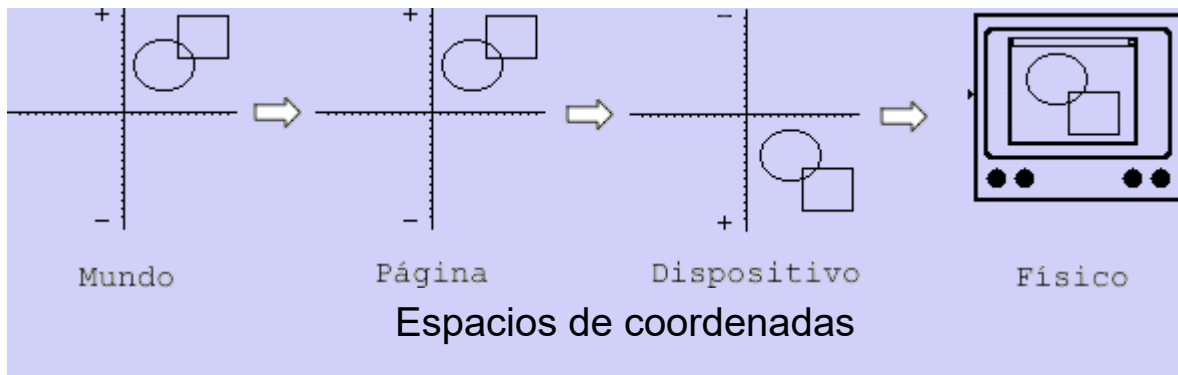 + + −
− − +
Mundo Página Dispositivo Físico
Espacios de coordenadas